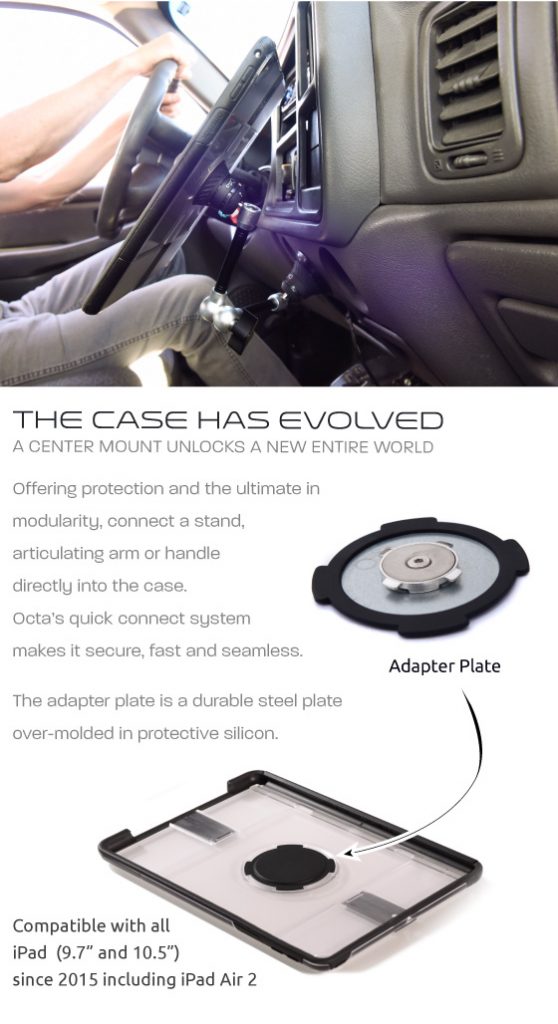 THE CASE HAS EVOLVED
A CENTER MOUNT UNLOCKS A NEW ENTIRE WORLD
Offering protection and the ultimate in
modularity, connect a stand,
articulating arm or handle
directly into the case.
Octa's quick connect system
makes it secure, fast and seamless.
Adapter Plate
The adapter plate is a durable steel plate
over-molded in protective silicon.
Compatible with all
iPad (9.7” and 10.5”)
since 2015 including iPad Air 2